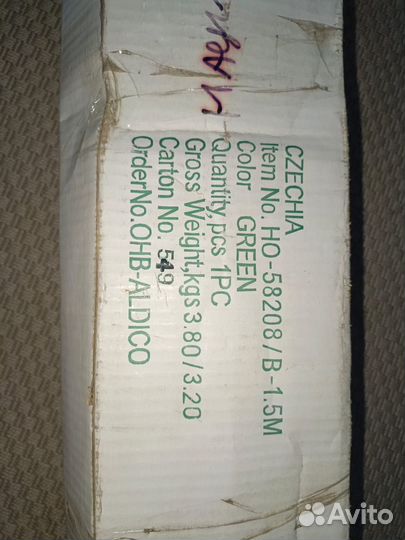 CZECHIA
Item No. HO-58208/B-1.5M
Color GREEN
Quantity,pcs 1PC
Gross Weight,kgs 3.80/3.20
Carton No. 549
OrderNo.OHB-ALDICO
Avito